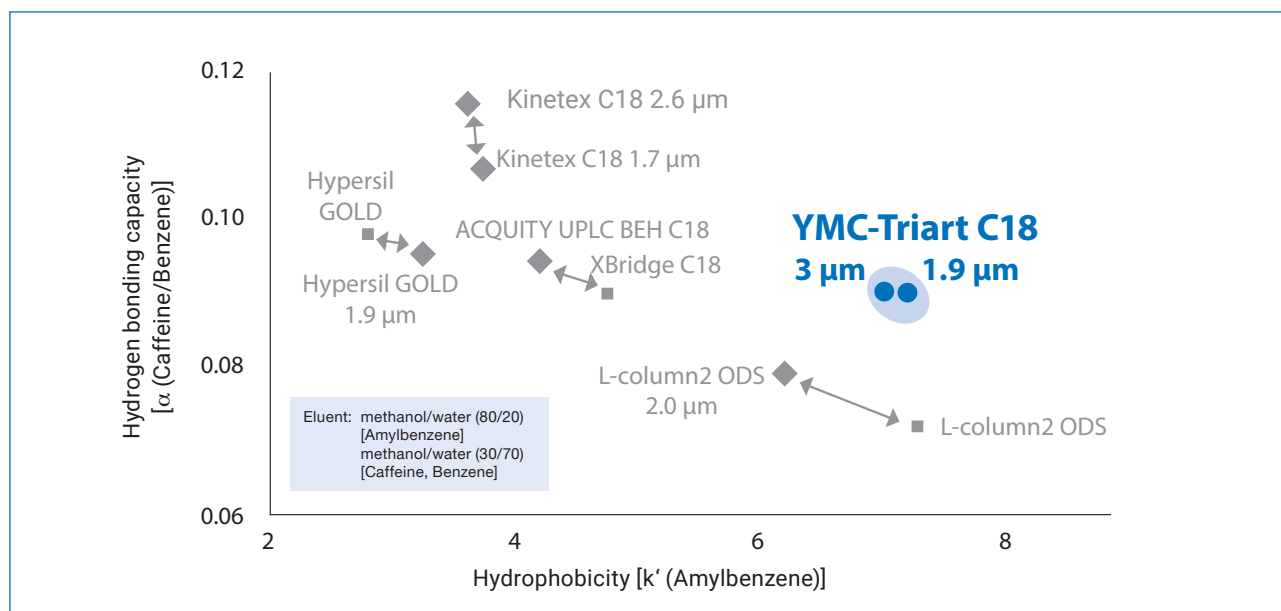 Hydrogen bonding capacity
[α (Caffeine/Benzene)]
0.12
0.10
0.08
0.06
Kinetex C18 2.6 µm
Kinetex C18 1.7 µm
Hypersil
GOLD
Hypersil GOLD
1.9 µm
ACQUITY UPLC BEH C18
XBridge C18
YMC-Triart C18
3 µm 1.9 µm
L-column2 ODS
2.0 µm
L-column2 ODS
Eluent: methanol/water (80/20)
[Amylbenzene]
methanol/water (30/70)
[Caffeine, Benzene]
2 4 6 8
Hydrophobicity [k‘ (Amylbenzene)]